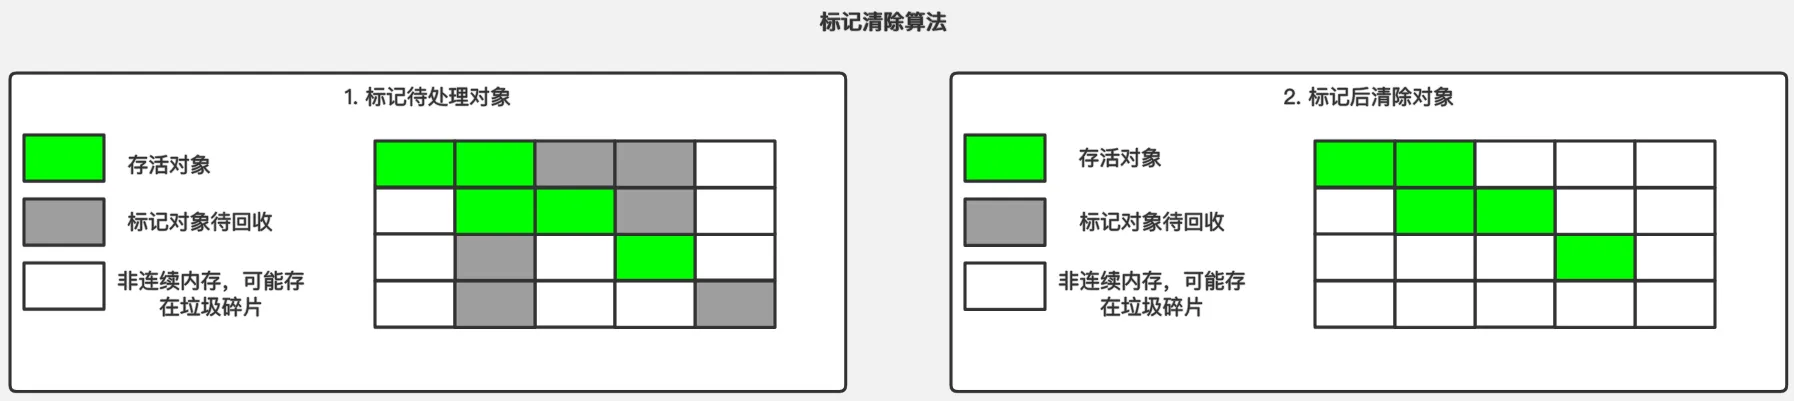 标记清除算法
1. 标记待处理对象
存活对象
标记对象待回收
非连续内存，可能存
在垃圾碎片
2. 标记后清除对象
存活对象
标记对象待回收
非连续内存，可能存
在垃圾碎片